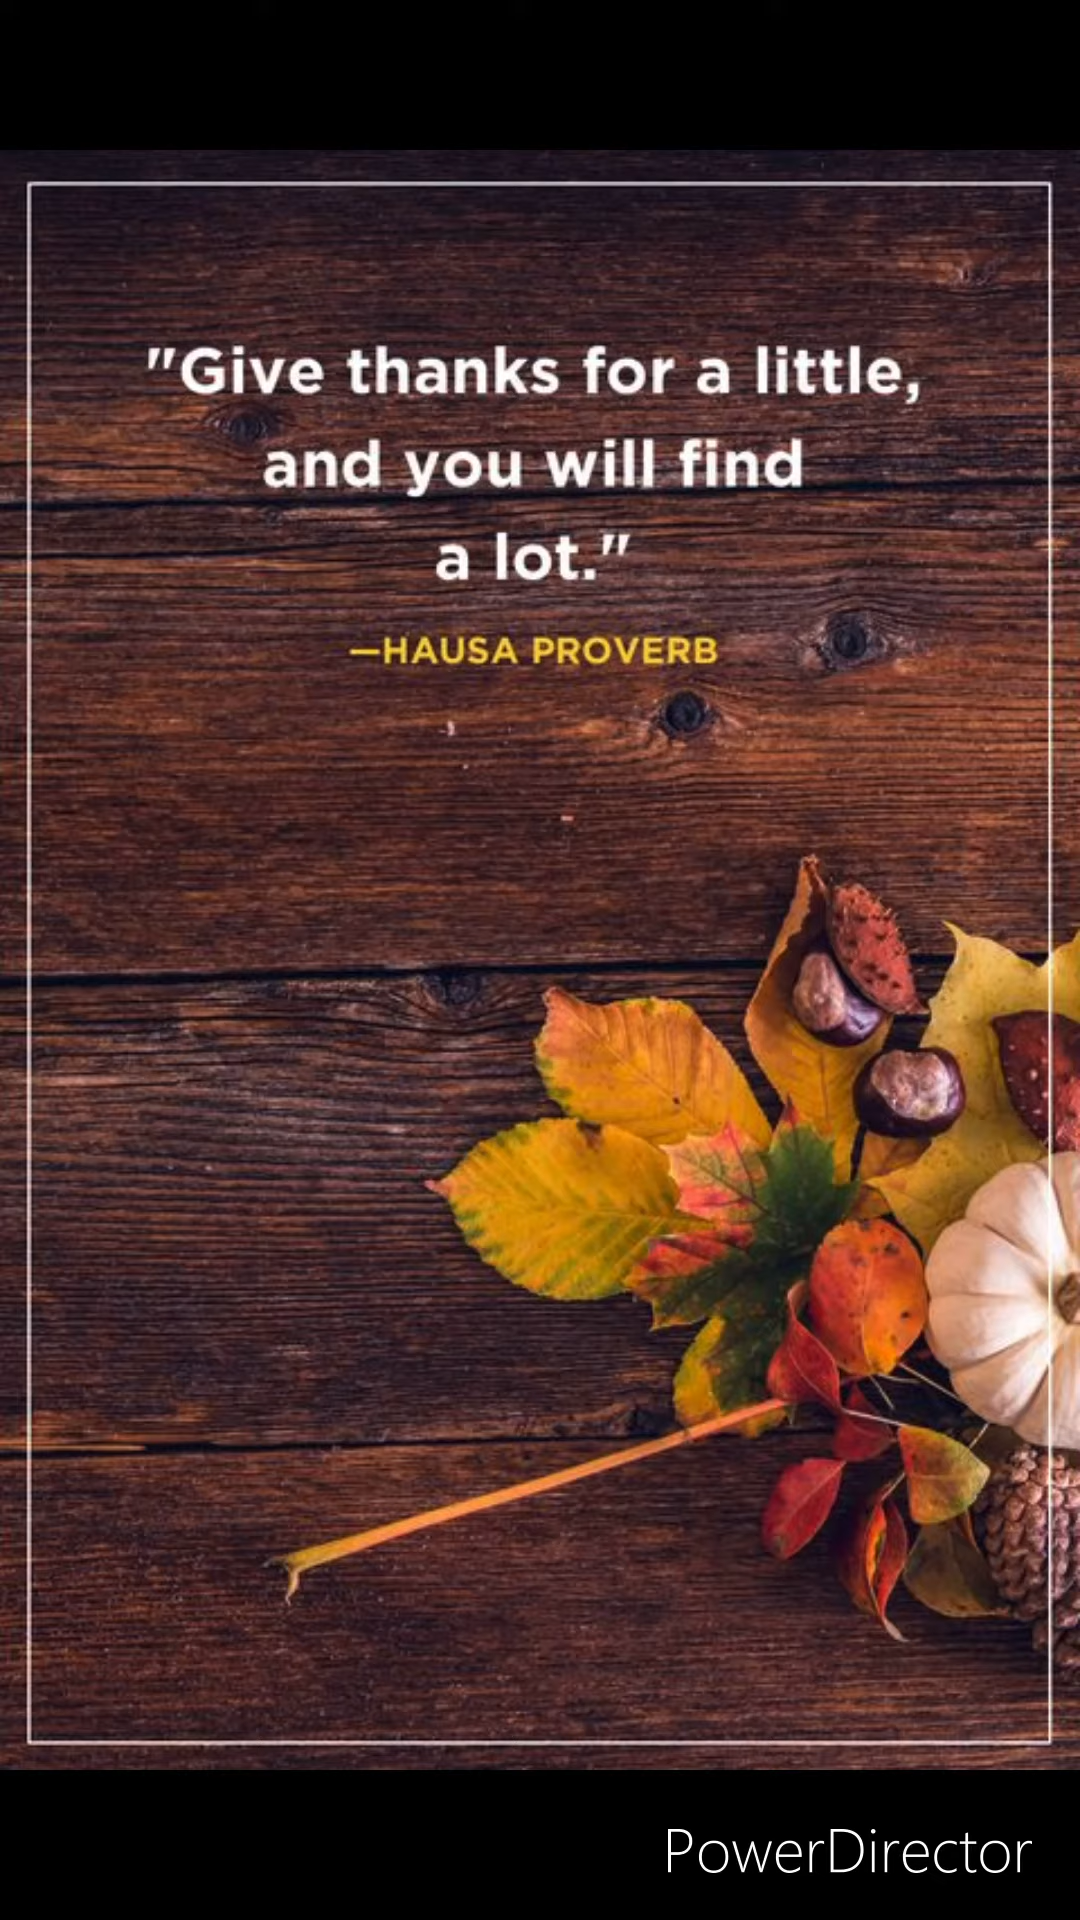 "Give thanks for a little,
and you will find
a lot."
—HAUSA PROVERB
PowerDirector